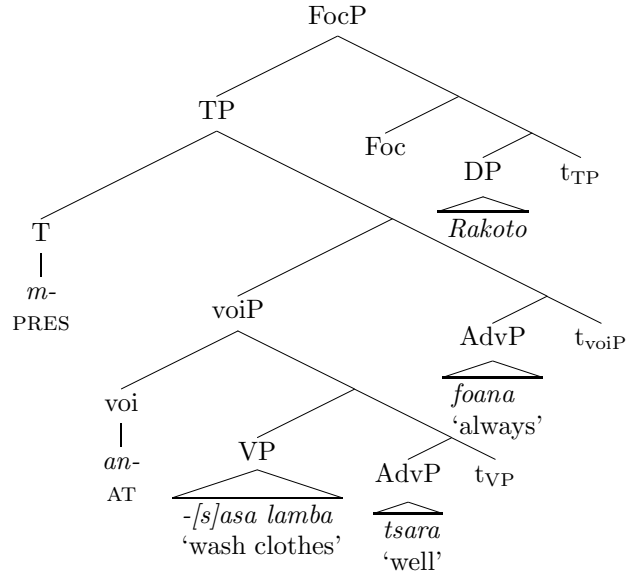 FocP
TP
Foc
DP
t_TP
Rakoto
T
m-
PRES
voiP
AdvP
t_voiP
foana
‘always’
voi
an-
AT
VP
AdvP
t_VP
-[s]asa lamba
‘wash clothes’
tsara
‘well’